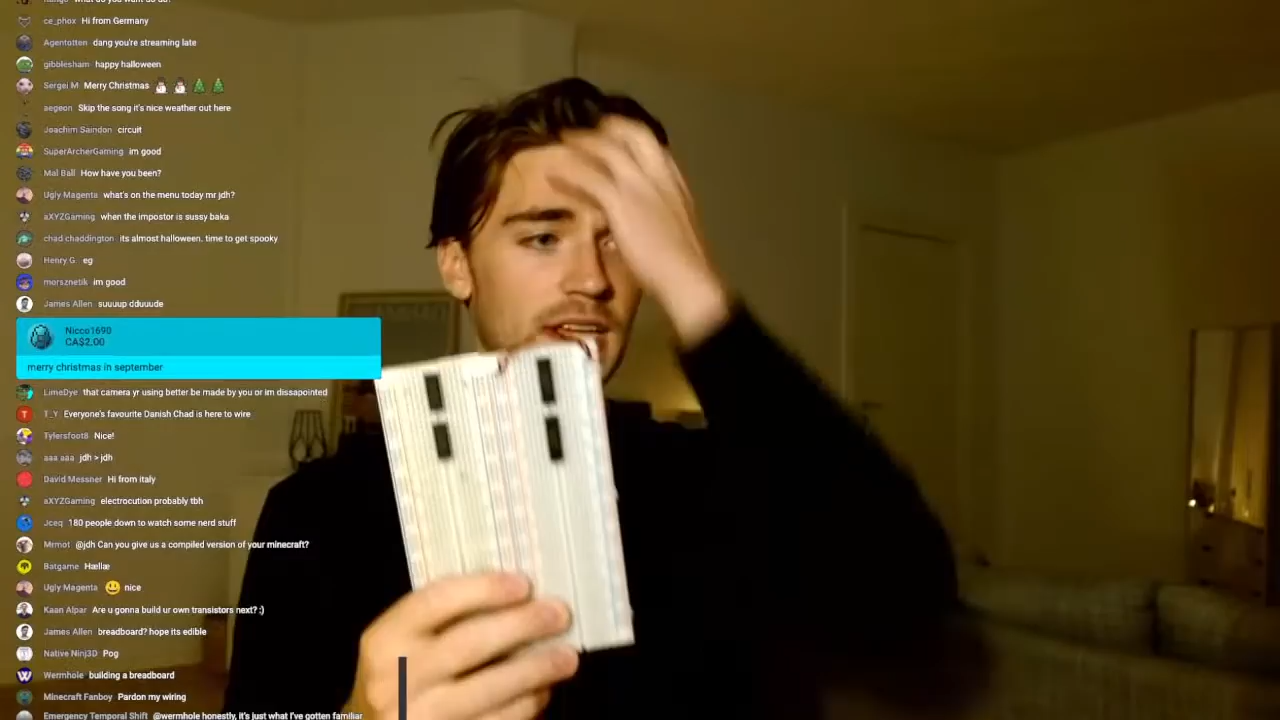 ce_phox Hi from Germany
Agentotten dang you're streaming late
gibblesham happy halloween
Sergei M Merry Christmas
aegeon Skip the song it's nice weather out here
Joachim Saindon circuit
SuperArcherGaming im good
Mal Ball How have you been?
Ugly Magenta what's on the menu today mr jdh?
aXYZGaming when the impostor is sussy baka
chad chaddington its almost halloween. time to get spooky
Henry G. eg
morsznetik im good
James Allen suuuup dduuude
Nicco1690
CA$2.00
merry christmas in september
LimeDye that camera yr using better be made by you or im dissapointed
T_Y Everyone's favourite Danish Chad is here to wire
Tylersfoot8 Nice!
aaa aaa jdh > jdh
David Messner Hi from italy
aXYZGaming electrocution probably tbh
Jceq 180 people down to watch some nerd stuff
Mrmot @jdh Can you give us a compiled version of your minecraft?
Batgame Hællæ
Ugly Magenta nice
Kaan Alpar Are u gonna build ur own transistors next? :)
James Allen breadboard? hope its edible
Native Ninj3D Pog
Wermhole building a breadboard
Minecraft Fanboy Pardon my wiring
Emergency Temporal Shift @wermhole honestly, it's just what I've gotten familiar